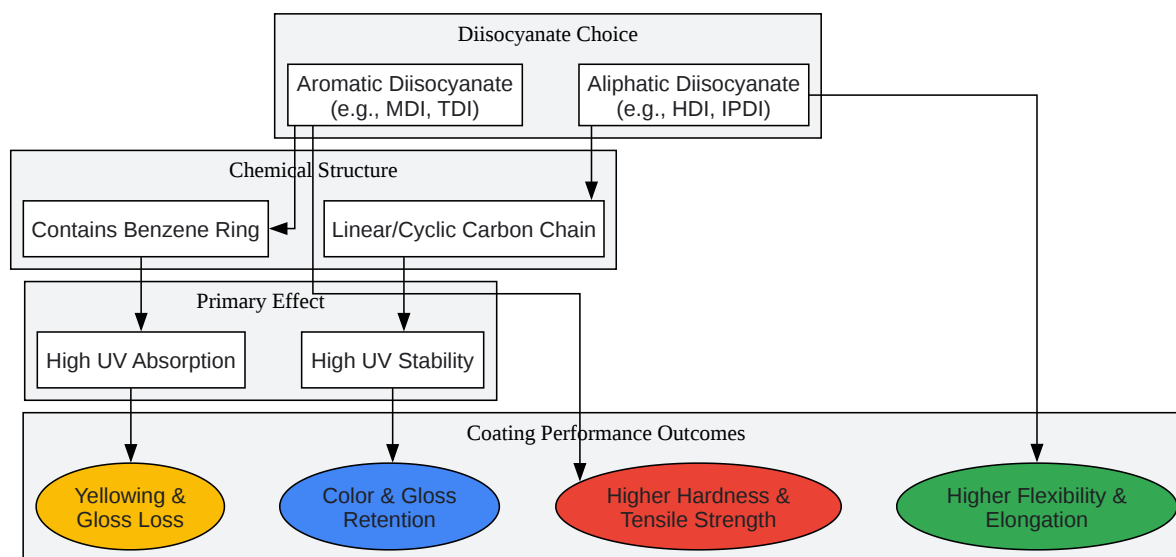 Diisocyanate Choice
Aromatic Diisocyanate
(e.g., MDI, TDI)
Aliphatic Diisocyanate
(e.g., HDI, IPDI)
Chemical Structure
Contains Benzene Ring
Linear/Cyclic Carbon Chain
Primary Effect
High UV Absorption
High UV Stability
Coating Performance Outcomes
Yellowing &
Gloss Loss
Color & Gloss
Retention
Higher Hardness &
Tensile Strength
Higher Flexibility &
Elongation